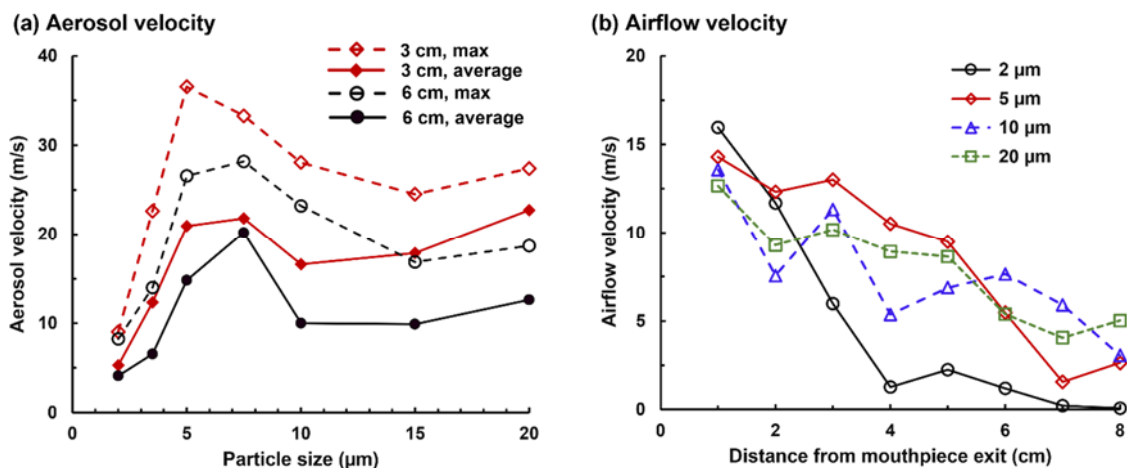 (a) Aerosol velocity
40
30
20
10
0
Aerosol velocity (m/s)
3 cm, max
3 cm, average
6 cm, max
6 cm, average
0 5 10 15 20
Particle size (µm)
(b) Airflow velocity
20
15
10
5
0
Airflow velocity (m/s)
2 µm
5 µm
10 µm
20 µm
0 2 4 6 8
Distance from mouthpiece exit (cm)